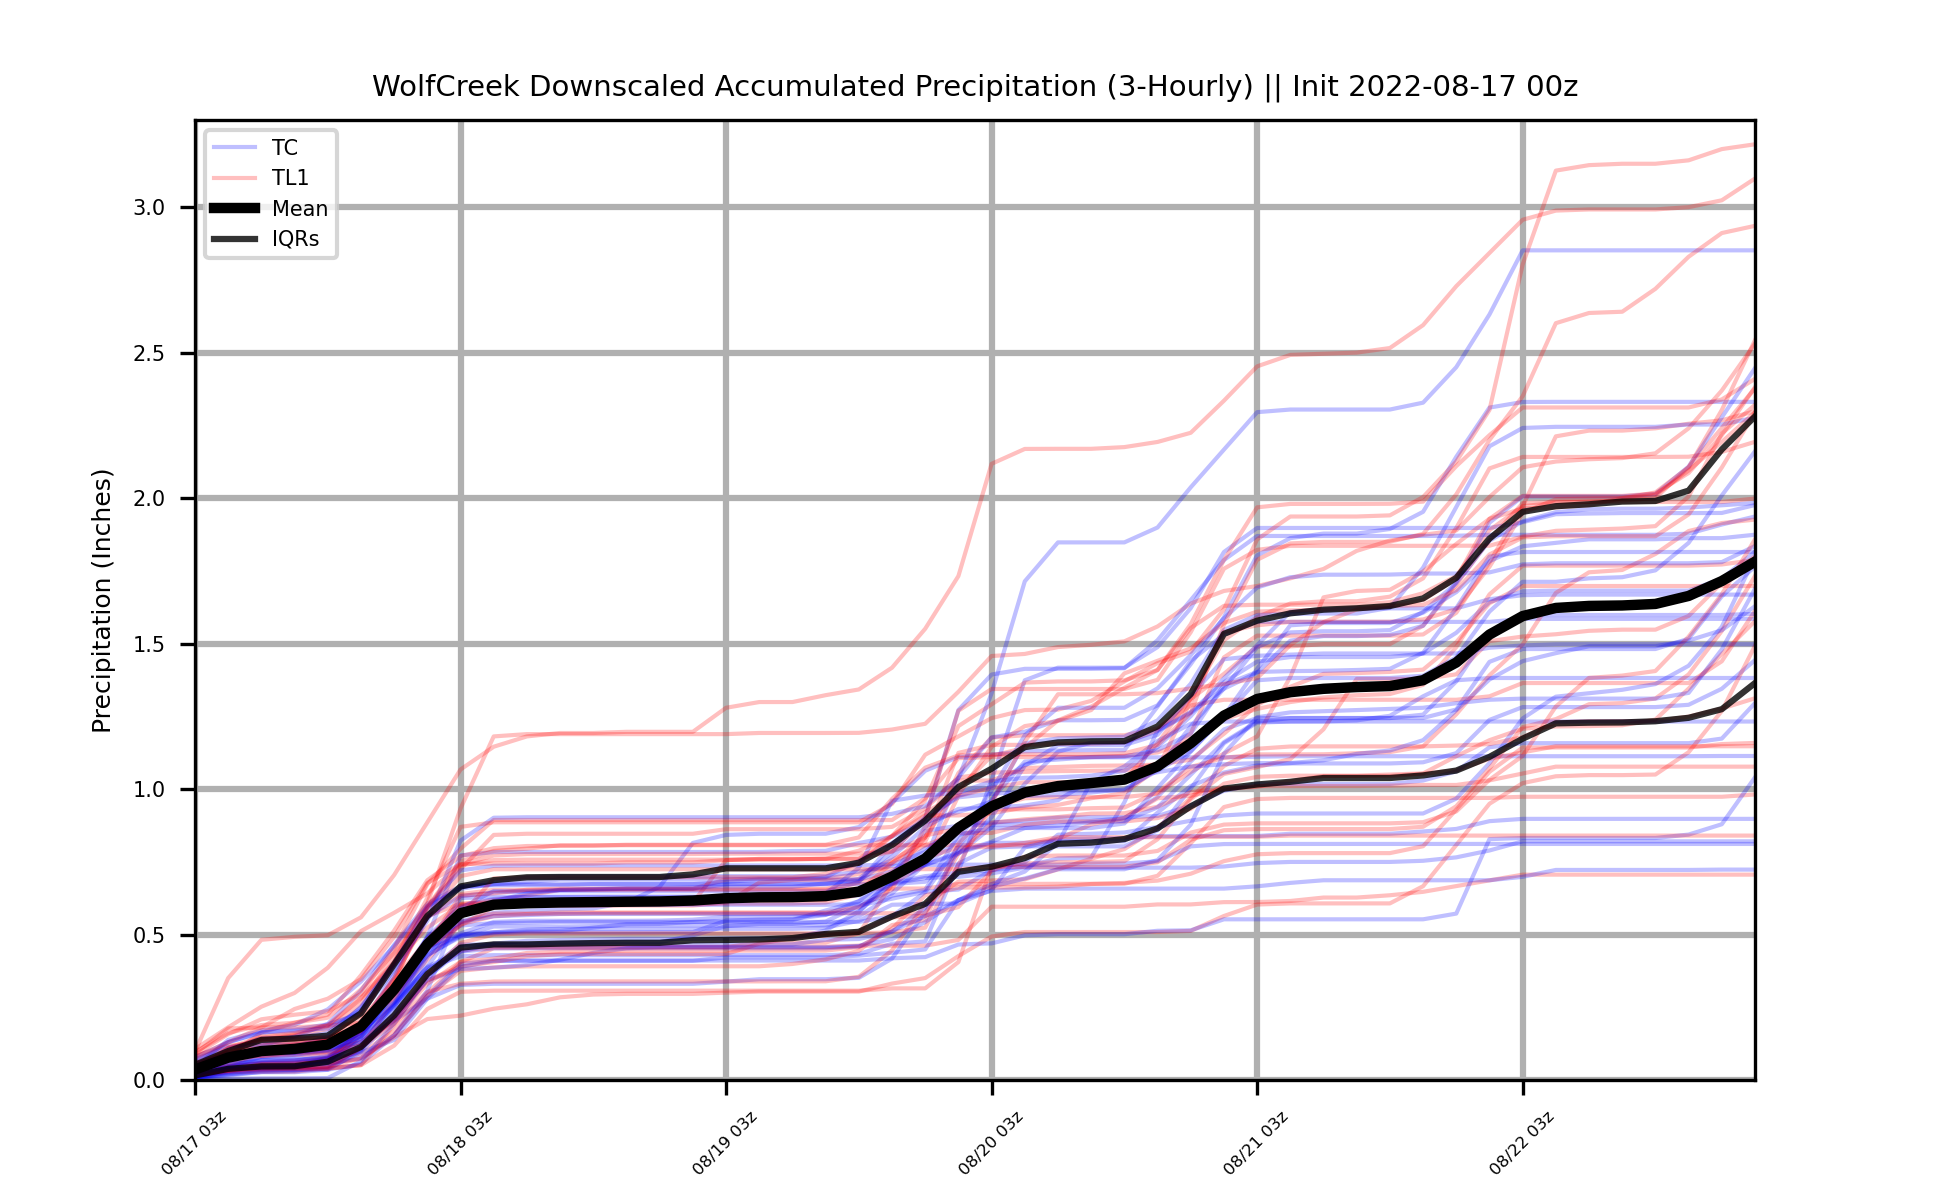 WolfCreek Downscaled Accumulated Precipitation (3-Hourly) || Init 2022-08-17 00z
TC
TL1
Mean
IQRs
Precipitation (Inches)
3.0
2.5
2.0
1.5
1.0
0.5
0.0
08/17 03z
08/18 03z
08/19 03z
08/20 03z
08/21 03z
08/22 03z